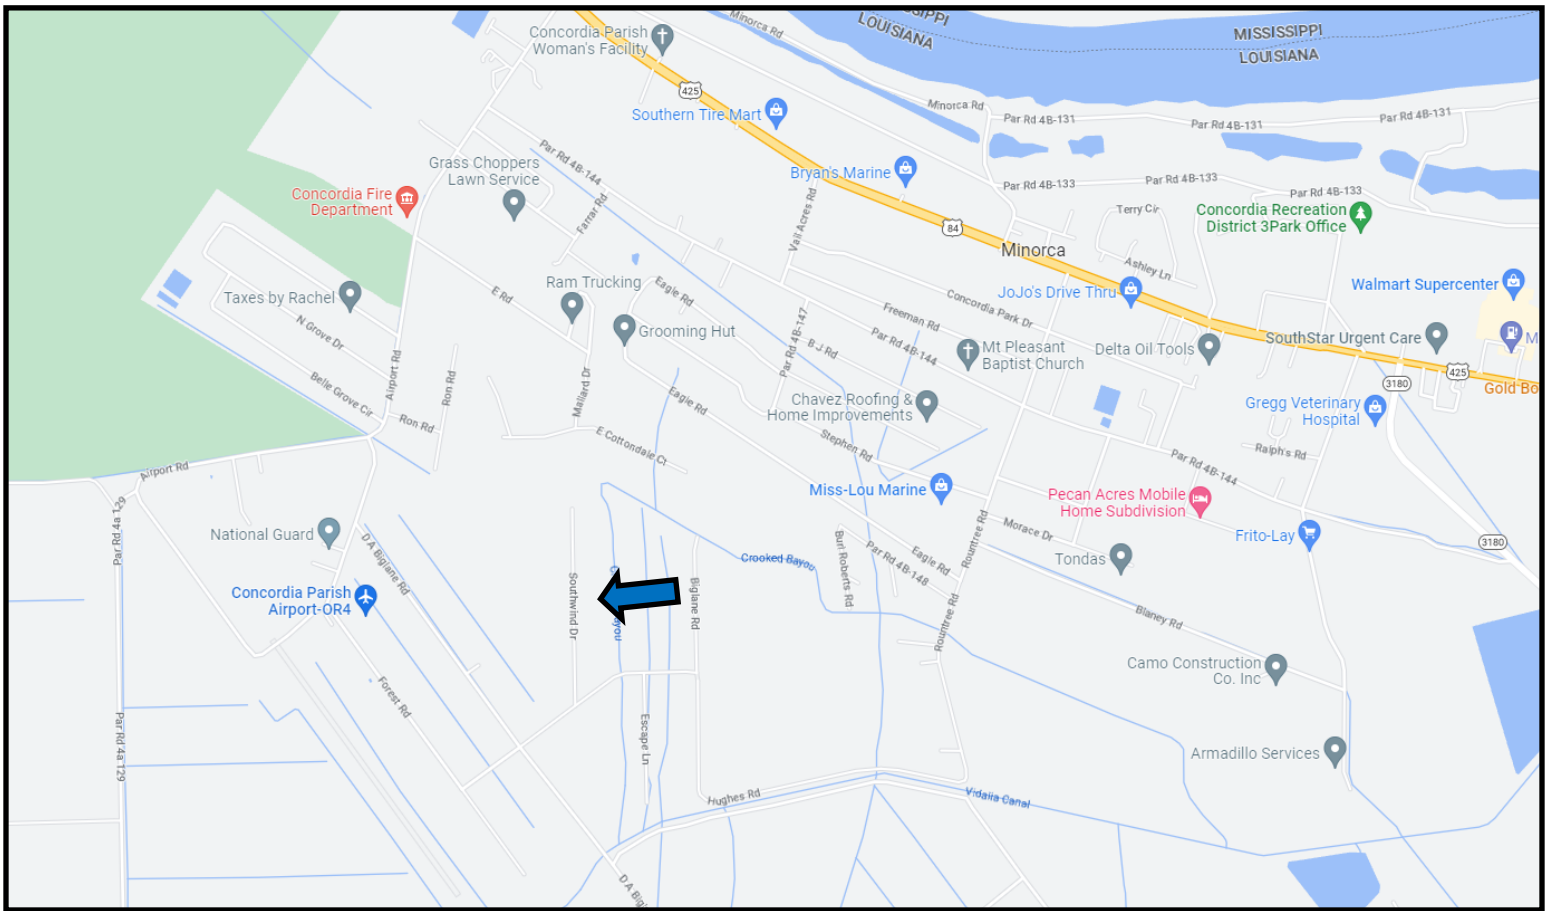 MISSISSIPPI
LOUISIANA
Minorca Rd
Concordia Parish
Woman's Facility
MISSISSIPPI
LOUISIANA
425
Southern Tire Mart
Minorca Rd
Par Rd 4B-131
Par Rd 4B-131
Par Rd 4B-131
Par Rd 4B-144
Grass Choppers
Lawn Service
Bryan's Marine
Par Rd 4B-133
Par Rd 4B-133
Par Rd 4B-133
Concordia Fire
Department
Farrar Rd
Vail Acres Rd
Terry Cir
Concordia Recreation
District 3Park Office
84
Minorca
Ashley Ln
Taxes by Rachel
E Rd
Ram Trucking
Eagle Rd
JoJo's Drive Thru
Walmart Supercenter
N Grove Dr
Grooming Hut
Concordia Park Dr
Freeman Rd
Par Rd 4B-147
B J Rd
Par Rd 4B-144
Mt Pleasant
Baptist Church
Delta Oil Tools
SouthStar Urgent Care
M
Airport Rd
Ron Rd
Belle Grove Cir
Mallard Dr
3180
425
Gold Bo
Eagle Rd
Chavez Roofing &
Home Improvements
Gregg Veterinary
Hospital
Ron Rd
E Cottondale Ct
Stephen Rd
Ralph's Rd
Airport Rd
Par Rd 4B-144
Miss-Lou Marine
Pecan Acres Mobile
Home Subdivision
Par Rd 4a 129
National Guard
D A Biglane Rd
Morace Dr
Rountree Rd
Frito-Lay
3180
Crooked Bayou
Burl Roberts Rd
Par Rd 4B-148
Eagle Rd
Tondas
Concordia Parish
Airport-OR4
Southwind Dr
Biglane Rd
Rountree Rd
Blaney Rd
Camo Construction
Co. Inc
Forest Rd
Par Rd 4a 129
Escape Ln
Armadillo Services
Hughes Rd
Vidalia Canal